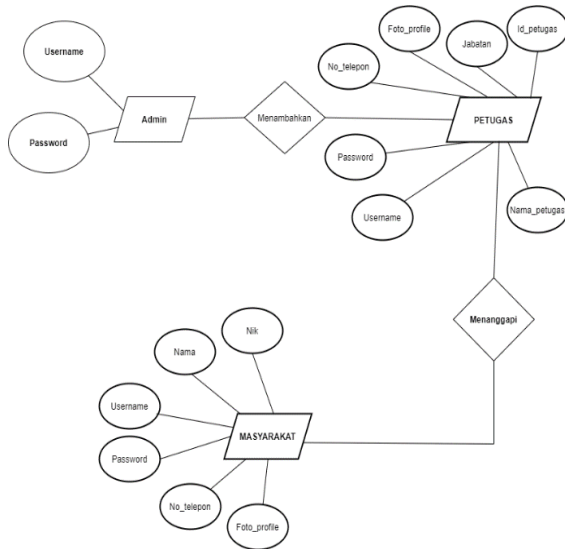 Foto_profile
Id_petugas
Jabatan
Username
No_telepon
Admin
Menambahkan
PETUGAS
Password
Password
Username
Nama_petugas
Menanggapi
Nik
Nama
Username
MASYARAKAT
Password
No_telepon
Foto_profile